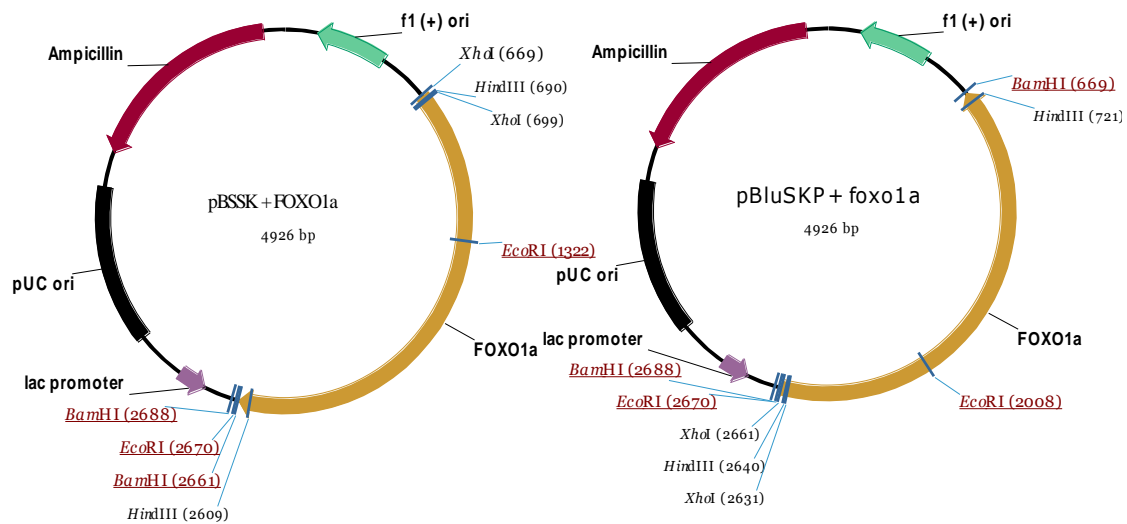 f1 (+) ori
Ampicillin
XhoI (669)
HindIII (690)
XhoI (699)
pBSSK + FOXO1a
4926 bp
EcoRI (1322)
pUC ori
FOXO1a
lac promoter
BamHI (2688)
EcoRI (2670)
BamHI (2661)
HindIII (2609)
f1 (+) ori
Ampicillin
BamHI (669)
HindIII (721)
pBluSKP + foxo1a
4926 bp
pUC ori
FOXO1a
lac promoter
BamHI (2688)
EcoRI (2670)
EcoRI (2008)
XhoI (2661)
HindIII (2640)
XhoI (2631)